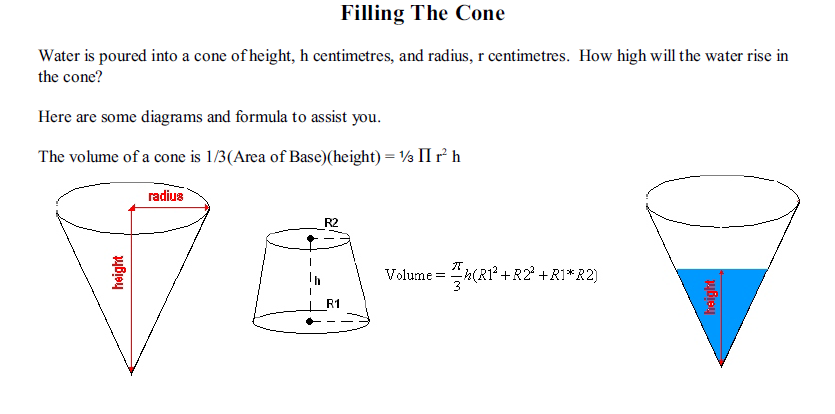 Filling The Cone
Water is poured into a cone of height, h centimetres, and radius, r centimetres.  How high will the water rise in
the cone?
Here are some diagrams and formula to assist you.
The volume of a cone is 1/3(Area of Base)(height) = ⅓ Π r² h
radius
height
R2
h
R1
Volume = π/3 h(R1² + R2² + R1*R2)
height